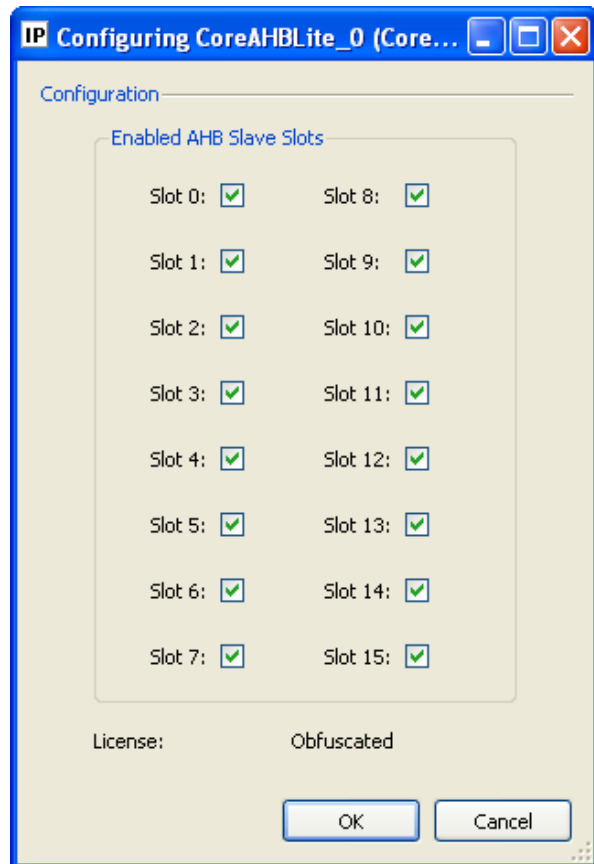 IP Configuring CoreAHBLite_0 (Core...
Configuration
Enabled AHB Slave Slots
Slot 0: Slot 8:
Slot 1: Slot 9:
Slot 2: Slot 10:
Slot 3: Slot 11:
Slot 4: Slot 12:
Slot 5: Slot 13:
Slot 6: Slot 14:
Slot 7: Slot 15:
License: Obfuscated
OK Cancel